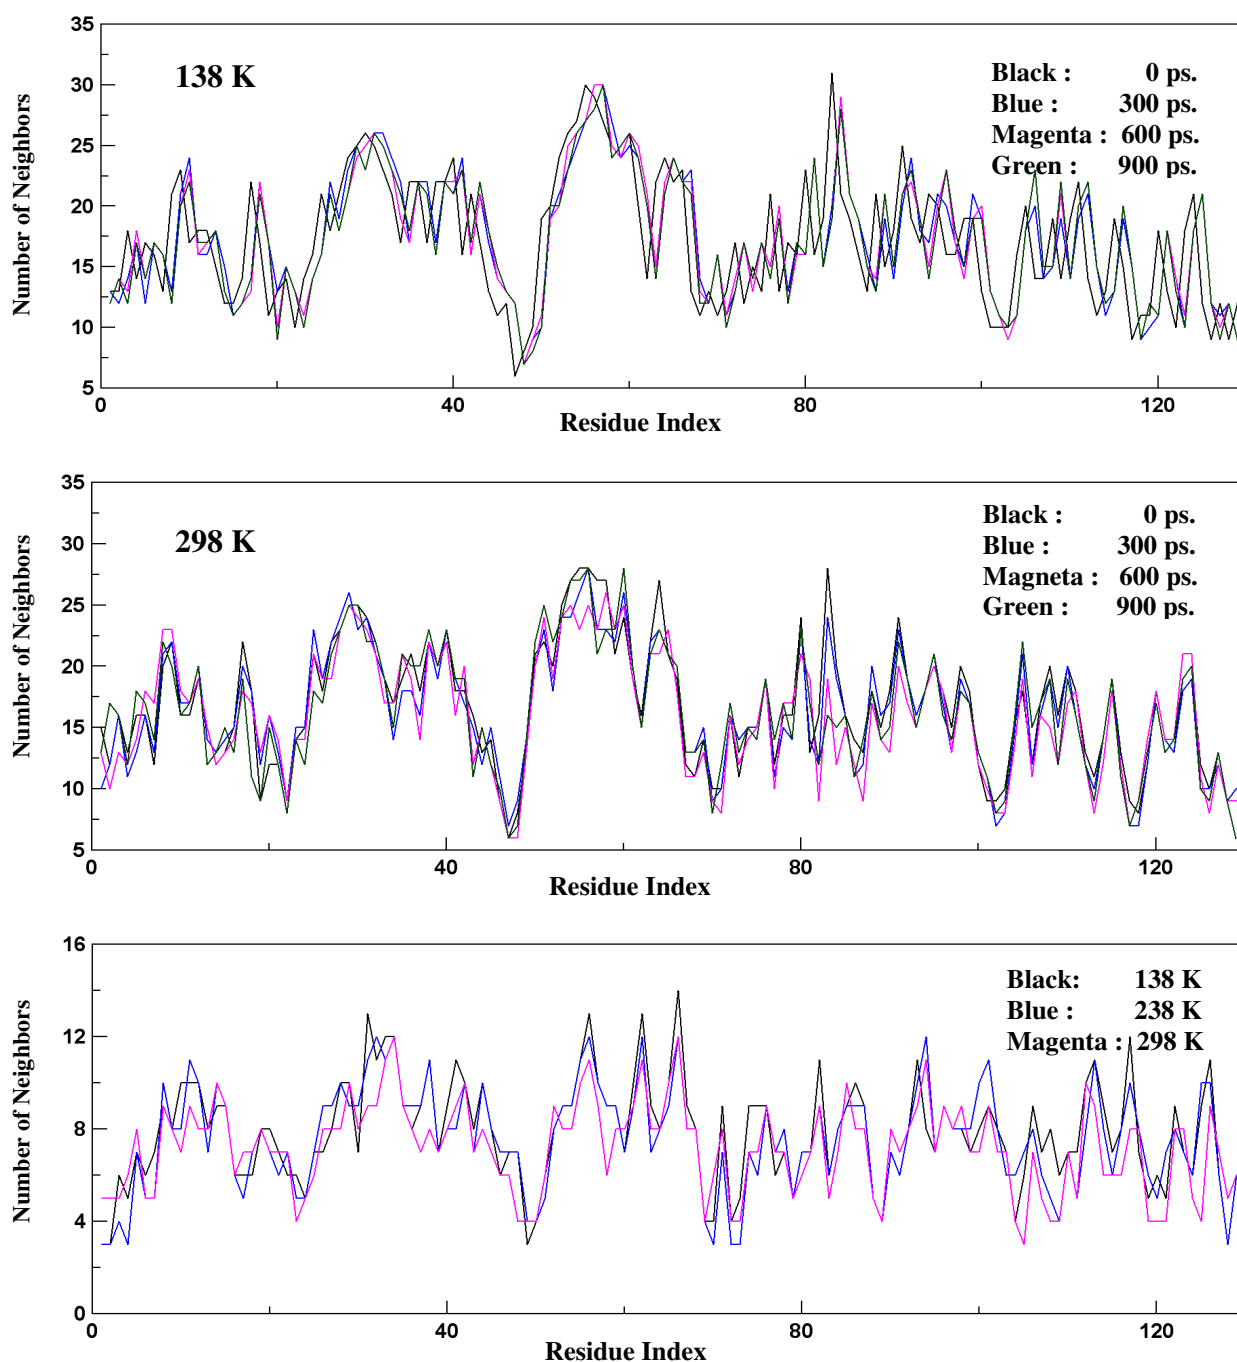 35
30
25
20
15
10
5
Number of Neighbors
138 K
Black : 0 ps.
Blue : 300 ps.
Magenta : 600 ps.
Green : 900 ps.
0 40 80 120
Residue Index
35
30
25
20
15
10
5
Number of Neighbors
298 K
Black : 0 ps.
Blue : 300 ps.
Magneta : 600 ps.
Green : 900 ps.
0 40 80 120
Residue Index
16
12
8
4
0
Number of Neighbors
Black: 138 K
Blue : 238 K
Magenta : 298 K
0 40 80 120
Residue Index